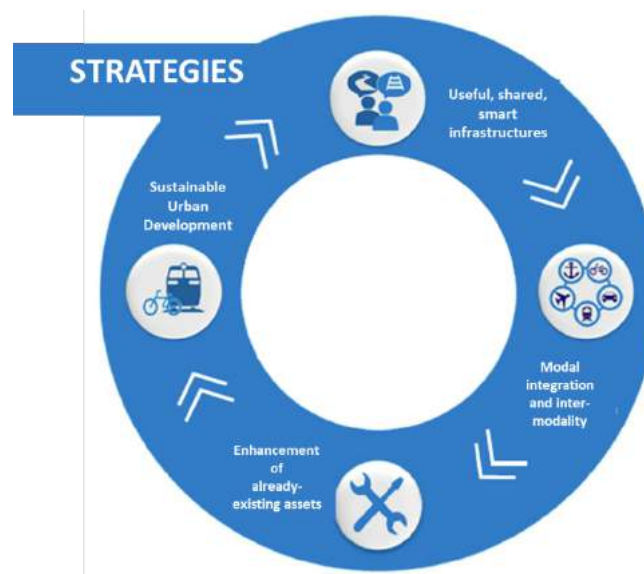 STRATEGIES
Useful, shared,
smart
infrastructures
Modal
integration
and inter-
modality
Enhancement
of
already-
existing assets
Sustainable
Urban
Development